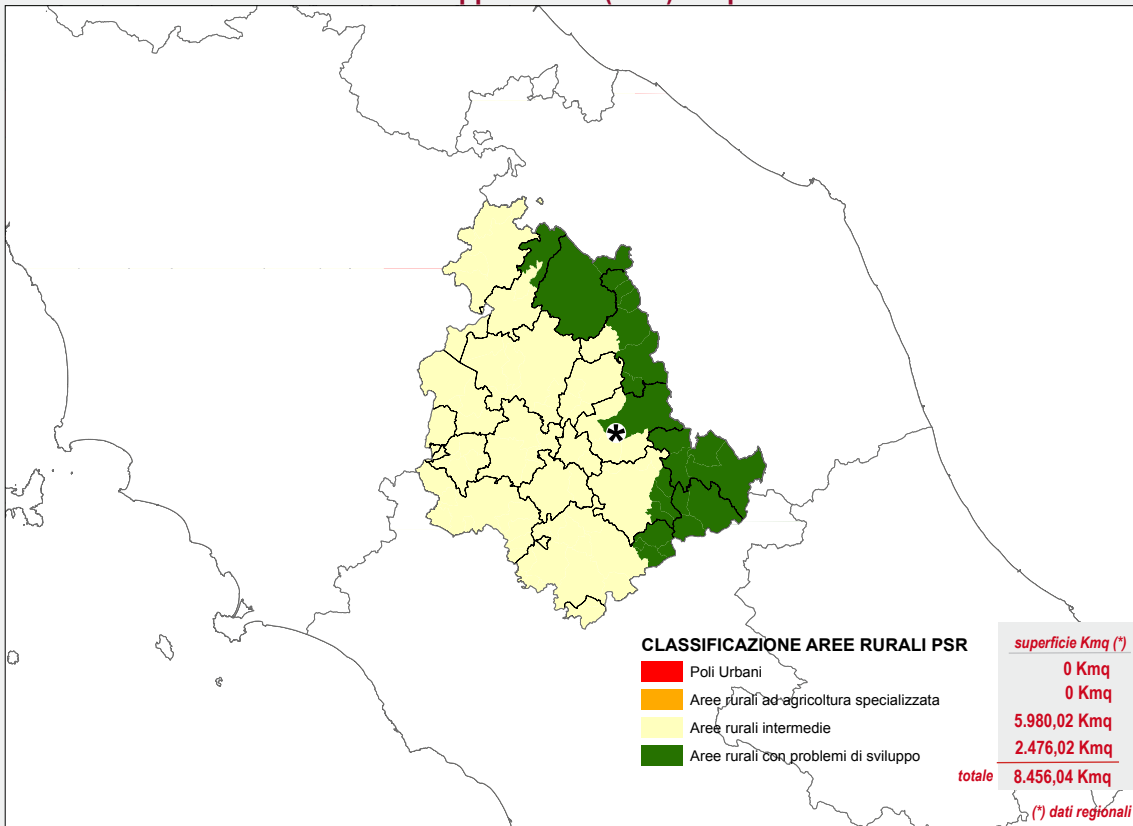 CLASSIFICAZIONE AREE RURALI PSR
superficie Kmq (*)
Poli Urbani
0 Kmq
Aree rurali ad agricoltura specializzata
0 Kmq
Aree rurali intermedie
5.980,02 Kmq
Aree rurali con problemi di sviluppo
2.476,02 Kmq
totale 8.456,04 Kmq
(*) dati regionali